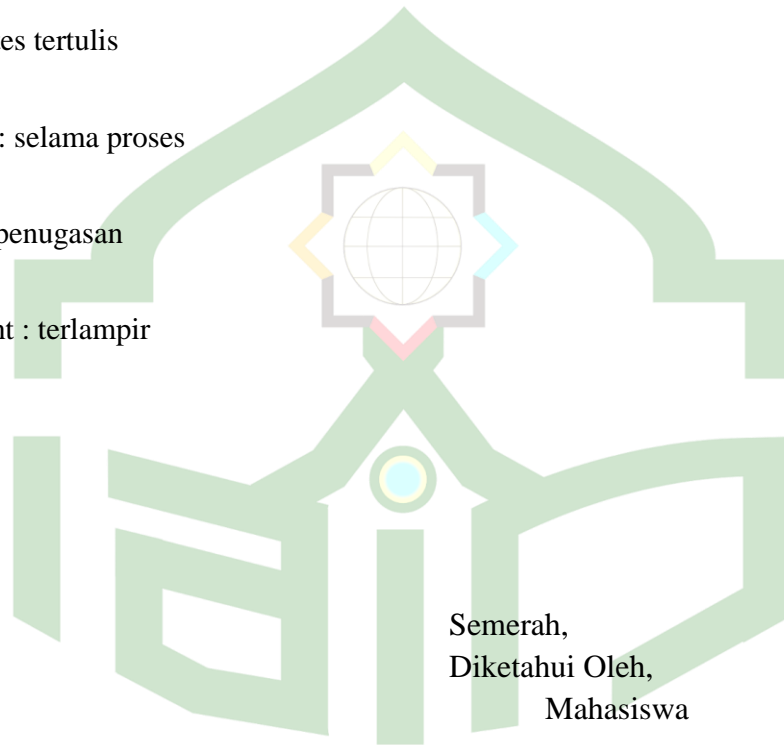 es tertulis
: selama proses
penugasan
nt : terlampir
Semerah,
Diketahui Oleh,
Mahasiswa